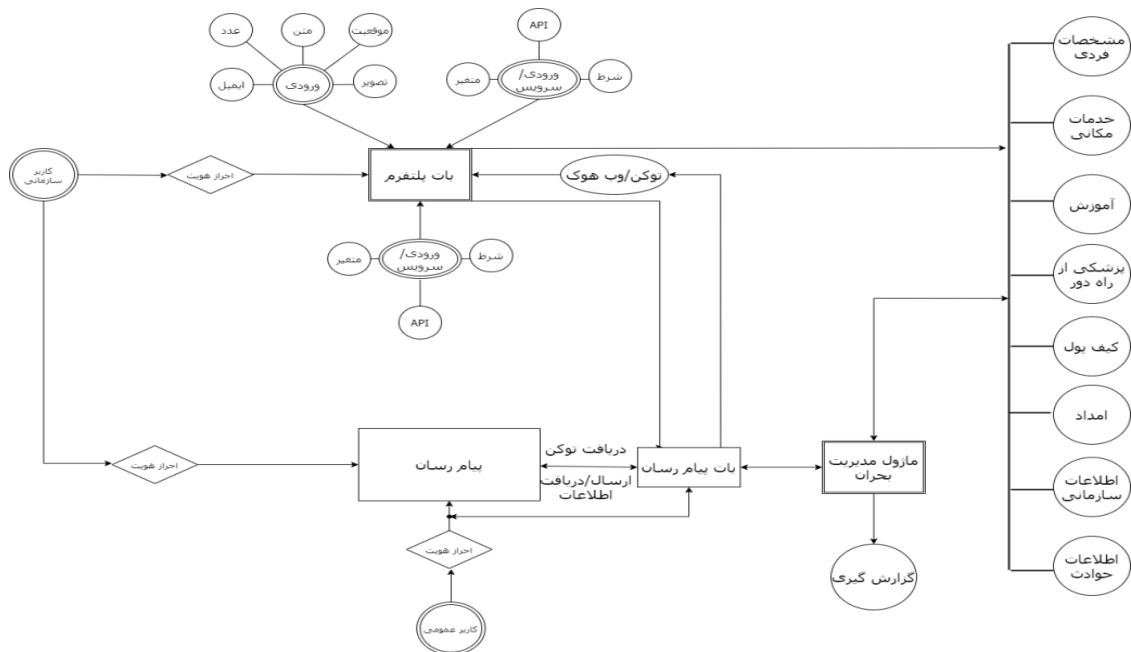 API
موقعیت
متن
عدد
مشخصات
فردی
ورودی/
سرویس
شرط
متغیر
تصویر
ورودی
ایمیل
خدمات
مکانی
کاربر
سازمانی
احراز هویت
بات پلتفرم
توکن/وب هوک
آموزش
ورودی/
سرویس
شرط
متغیر
API
پزشکی از
راه دور
کیف پول
امداد
احراز هویت
پیام رسان
دریافت توکن
ارسال/دریافت
اطلاعات
بات پیام رسان
ماژول مدیریت
بحران
اطلاعات
سازمانی
احراز هویت
گزارش گیری
اطلاعات
حوادث
کاربر عمومی